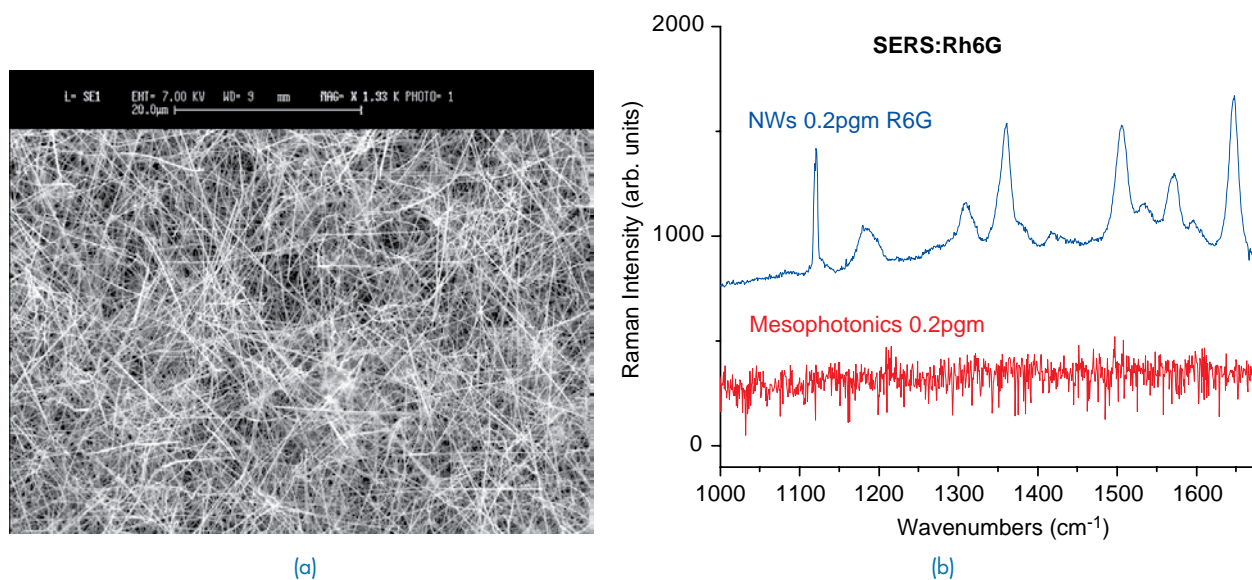 L= SE1 EHT= 7.00 KV WD= 9 mm MAG= X 1.93 K PHOTO= 1
20.0µm
(a)
SERS:Rh6G
NWs 0.2pgm R6G
Mesophotonics 0.2pgm
Raman Intensity (arb. units)
2000
1000
0
1000 1100 1200 1300 1400 1500 1600
Wavenumbers (cm⁻¹)
(b)